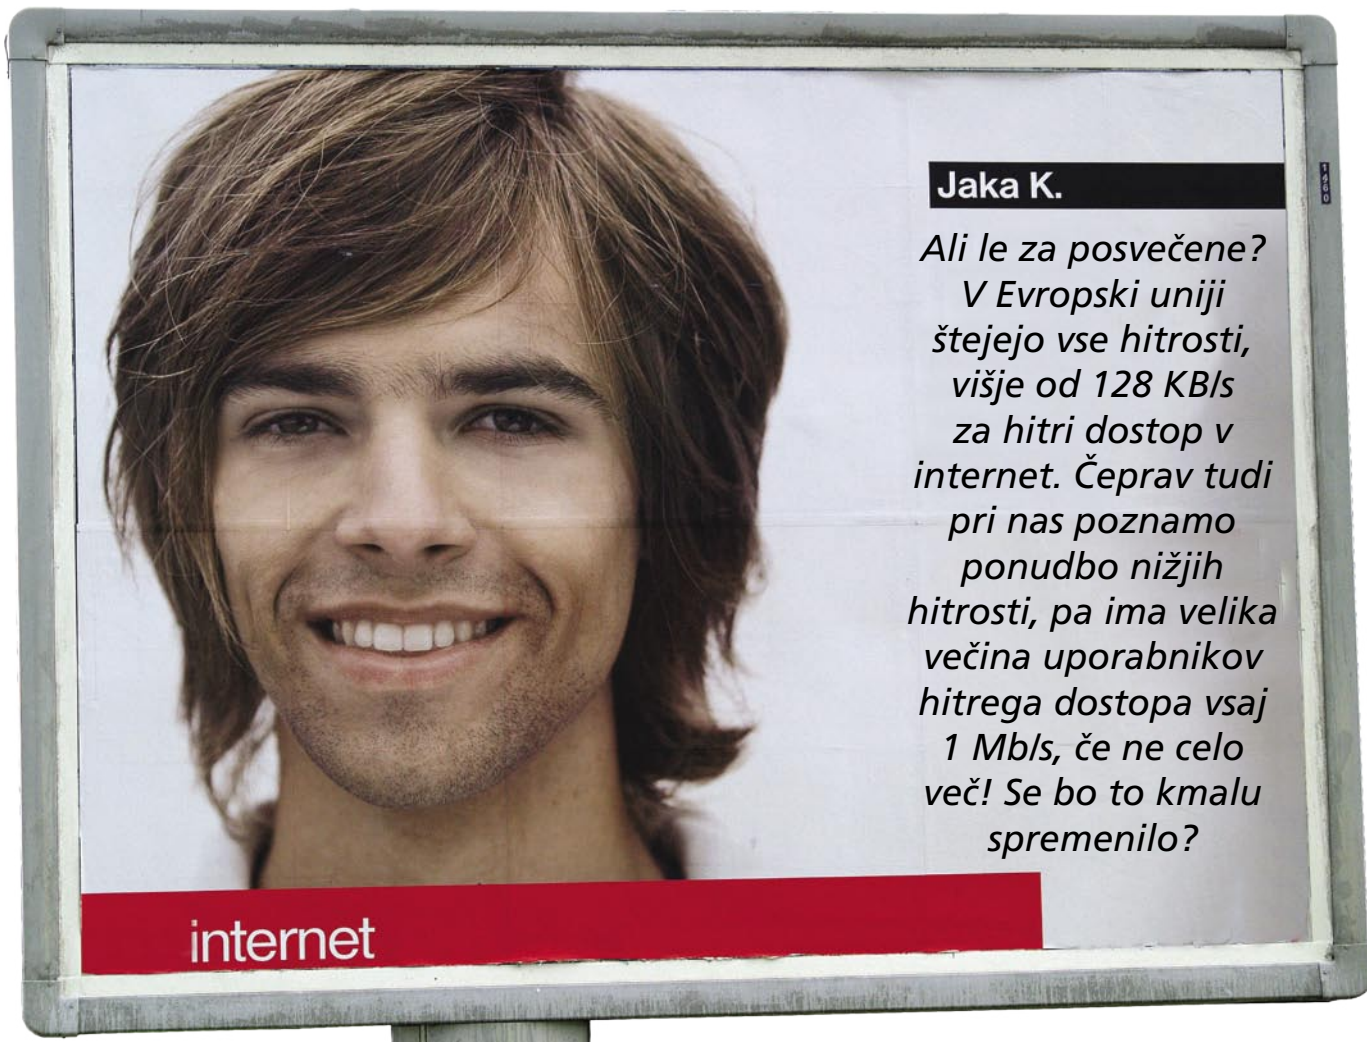 Jaka K.
1460
Ali le za posvečene?
V Evropski uniji
štejejo vse hitrosti,
višje od 128 KB/s
za hitri dostop v
internet. Čeprav tudi
pri nas poznamo
ponudbo nižjih
hitrosti, pa ima velika
večina uporabnikov
hitrega dostopa vsaj
1 Mb/s, če ne celo
več! Se bo to kmalu
spremenilo?
internet